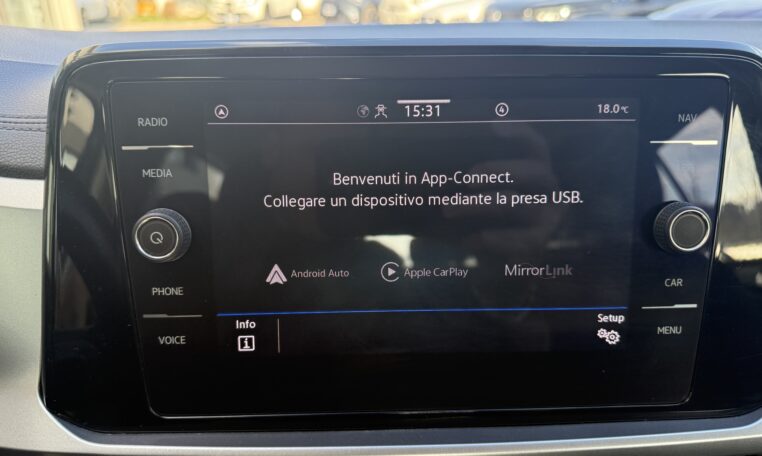 15:31
4
18.0°C
RADIO
MEDIA
PHONE
VOICE
Benvenuti in App-Connect.
Collegare un dispositivo mediante la presa USB.
Android Auto
Apple CarPlay
MirrorLink
Info
i
Setup
NAV
CAR
MENU